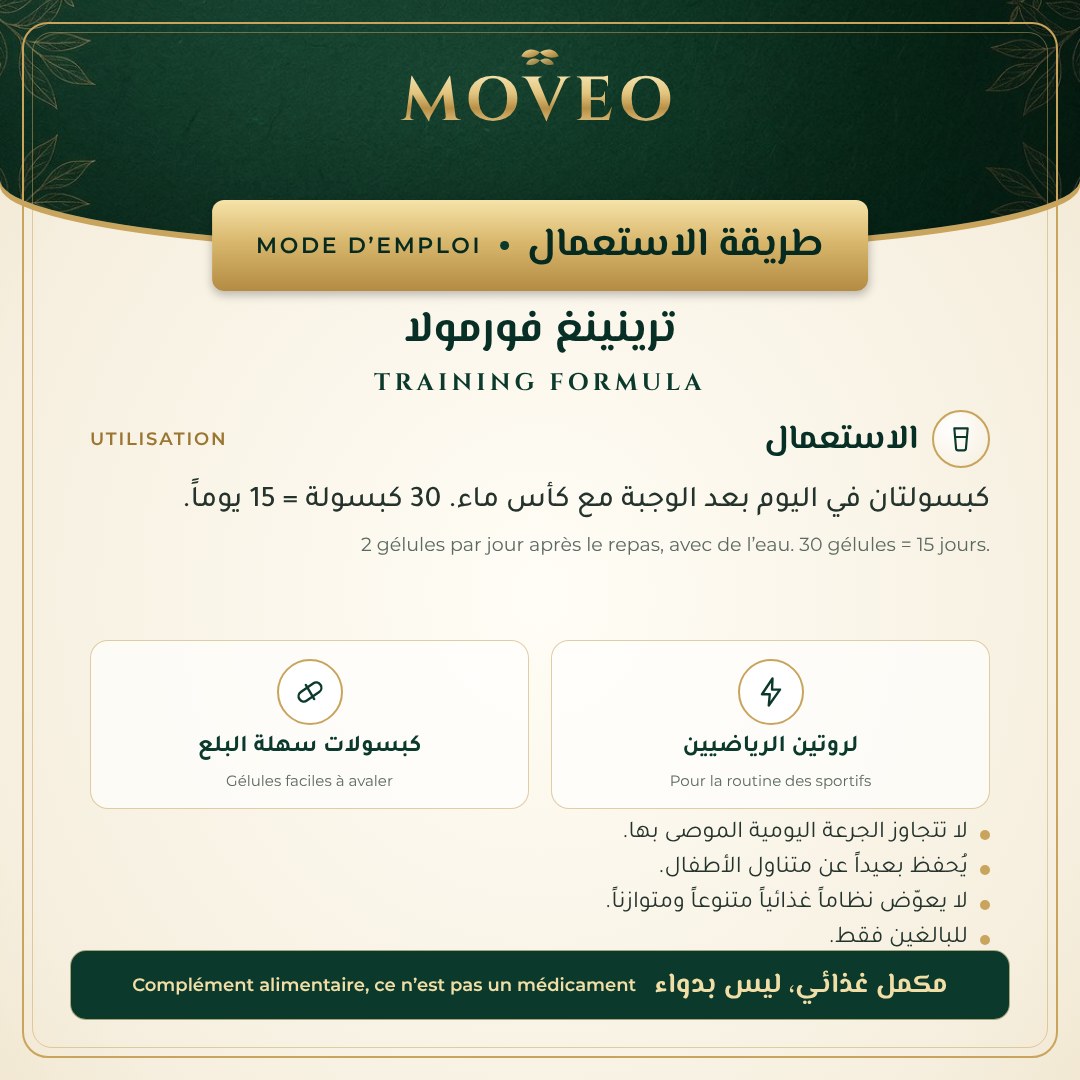 MOVEO
طريقة الاستعمال • MODE D’EMPLOI
ترينينغ فورمولا
TRAINING FORMULA
الاستعمال
UTILISATION
كبسولتان في اليوم بعد الوجبة مع كأس ماء. 30 كبسولة = 15 يوماً.
2 gélules par jour après le repas, avec de l’eau. 30 gélules = 15 jours.
لروتين الرياضيين
Pour la routine des sportifs
كبسولات سهلة البلع
Gélules faciles à avaler
لا تتجاوز الجرعة اليومية الموصى بها.
يُحفظ بعيداً عن متناول الأطفال.
لا يعوّض نظاماً غذائياً متنوعاً ومتوازناً.
للبالغين فقط.
مكمل غذائي، ليس بدواء Complément alimentaire, ce n’est pas un médicament